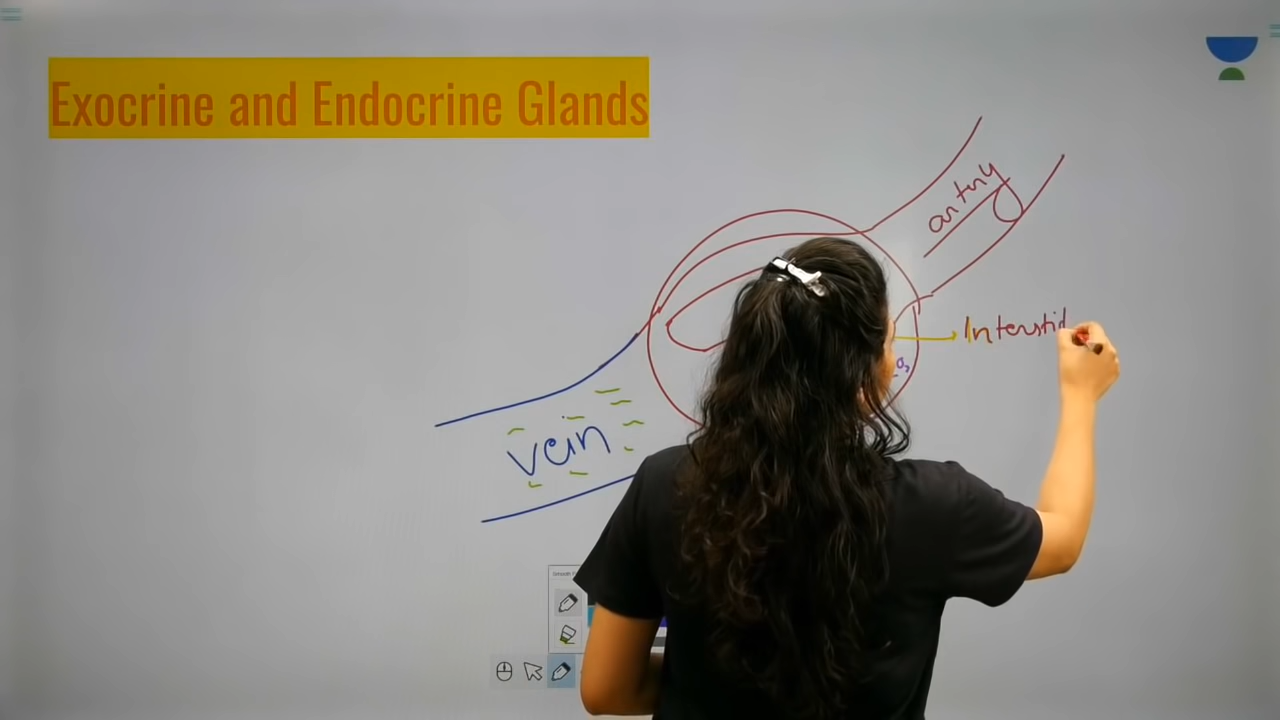 Exocrine and Endocrine Glands
artery
Interstid
vein